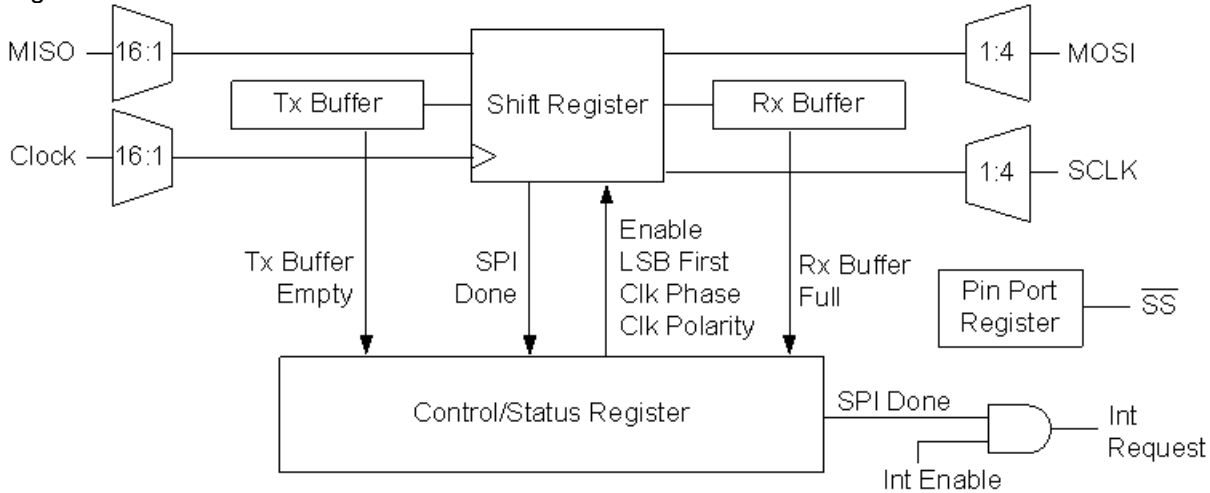 MISO
16:1
Shift Register
1:4
MOSI
Tx Buffer
Rx Buffer
Clock
16:1
1:4
SCLK
Tx Buffer
Empty
SPI
Done
Enable
LSB First
Clk Phase
Clk Polarity
Rx Buffer
Full
Pin Port
Register
SS
Control/Status Register
SPI Done
Int Enable
Int
Request